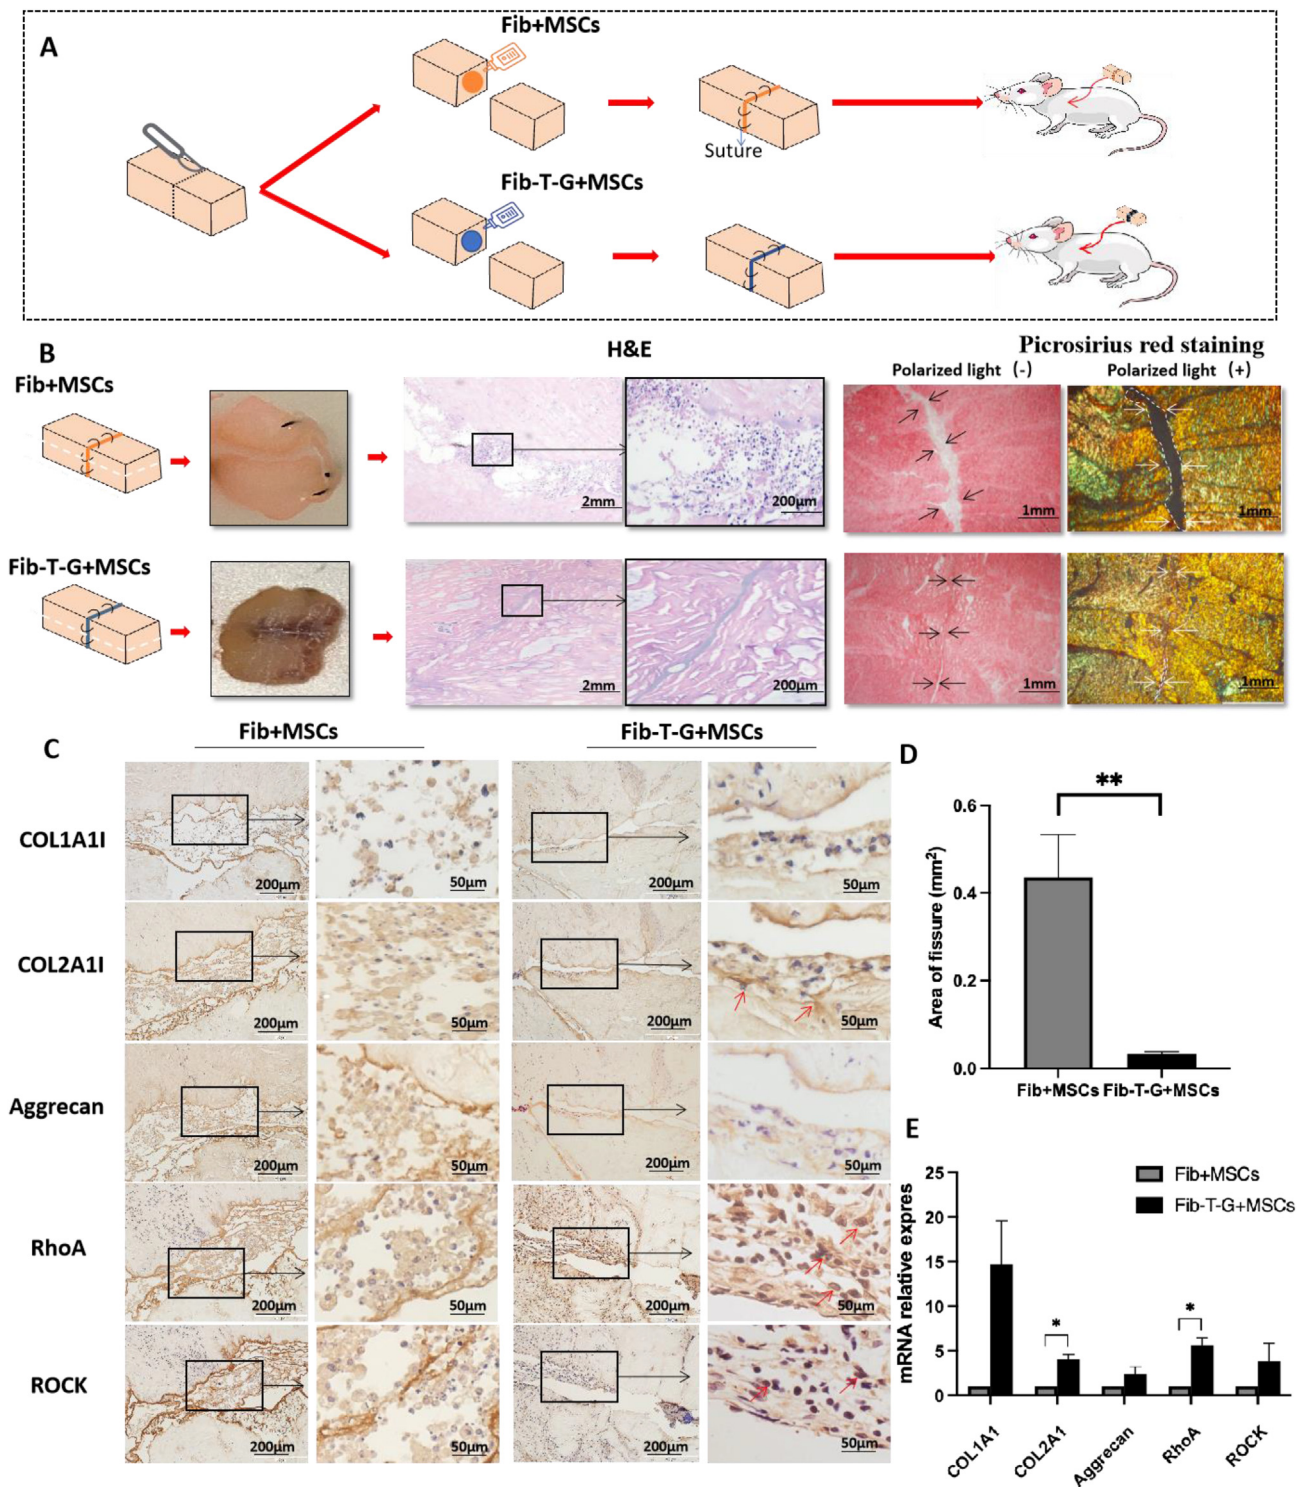 A
Fib+MSCs
Suture
Fib-T-G+MSCs
B
H&E
Picrosirius red staining
Polarized light (-)
Polarized light (+)
Fib+MSCs
2mm
200μm
1mm
1mm
Fib-T-G+MSCs
2mm
200μm
1mm
1mm
C
Fib+MSCs
Fib-T-G+MSCs
COL1A1I
200μm
50μm
200μm
50μm
COL2A1I
200μm
50μm
200μm
50μm
Aggrecan
200μm
50μm
200μm
50μm
RhoA
200μm
50μm
200μm
50μm
ROCK
200μm
50μm
200μm
50μm
D
**
Area of fissure (mm²)
0.6
0.4
0.2
0.0
Fib+MSCs
Fib-T-G+MSCs
E
mRNA relative expres
25
20
15
10
5
0
Fib+MSCs
Fib-T-G+MSCs
*
*
COL1A1
COL2A1
Aggrecan
RhoA
ROCK